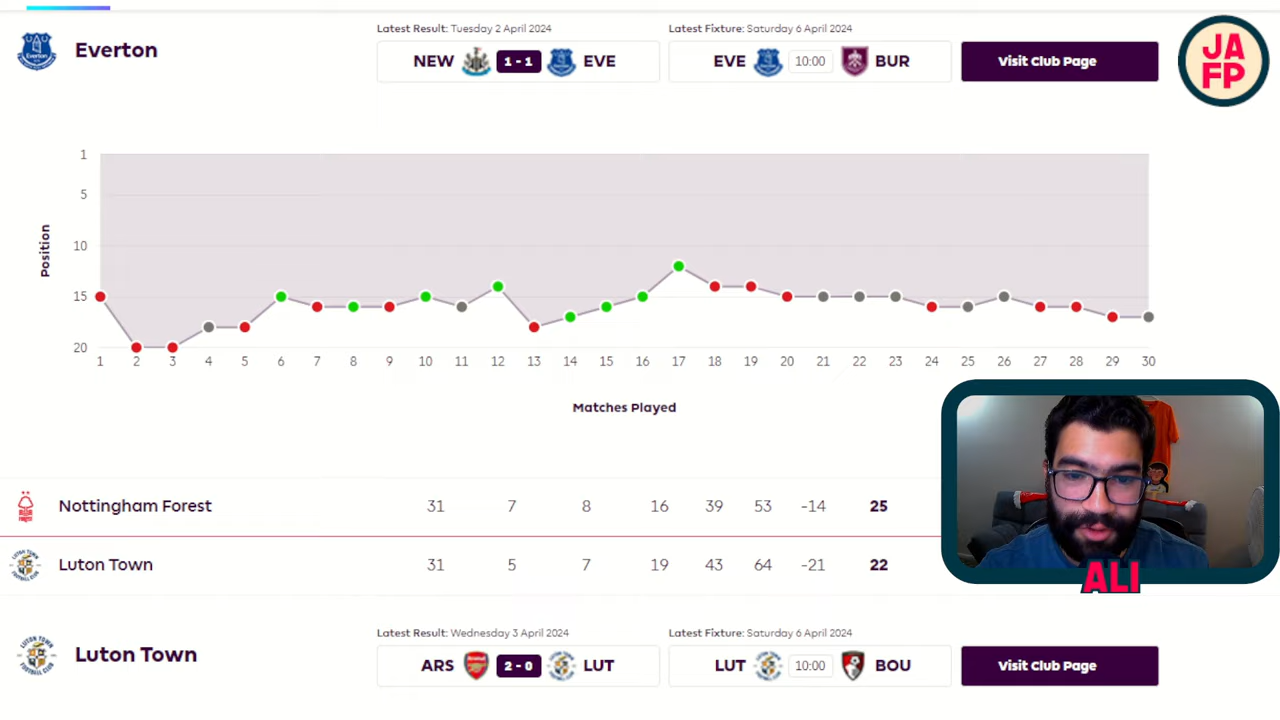 Everton
Latest Result: Tuesday 2 April 2024
NEW 1 - 1 EVE
Latest Fixture: Saturday 6 April 2024
EVE 10:00 BUR
Visit Club Page
JA
FP
1
5
10
15
20
Position
1 2 3 4 5 6 7 8 9 10 11 12 13 14 15 16 17 18 19 20 21 22 23 24 25 26 27 28 29 30
Matches Played
Nottingham Forest 31 7 8 16 39 53 -14 25
Luton Town 31 5 7 19 43 64 -21 22
ALI
Luton Town
Latest Result: Wednesday 3 April 2024
ARS 2 - 0 LUT
Latest Fixture: Saturday 6 April 2024
LUT 10:00 BOU
Visit Club Page